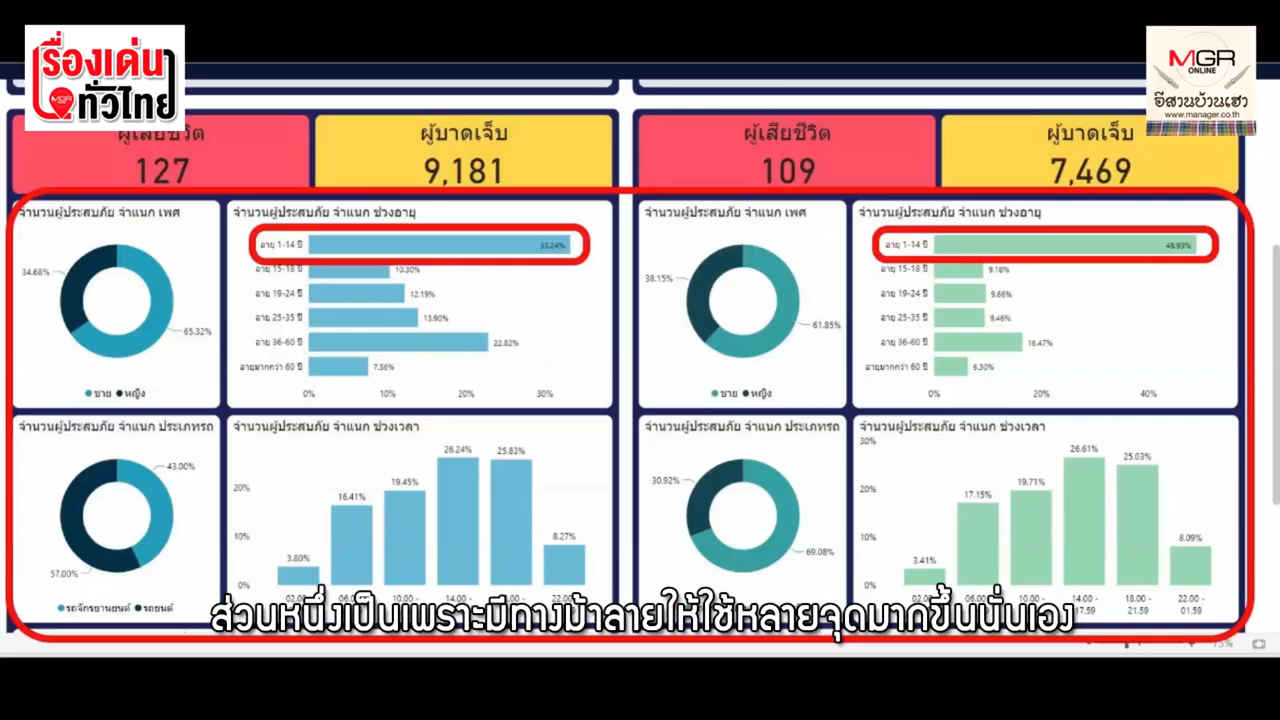 เรื่องเด่น
MGR
ทั่วไทย
MGR
ONLINE
อีสานบ้านเฮา
www.manager.co.th
ผู้เสียชีวิต
127
ผู้บาดเจ็บ
9,181
ผู้เสียชีวิต
109
ผู้บาดเจ็บ
7,469
จำนวนผู้ประสบภัย จำแนก เพศ
34.68%
65.32%
ชาย หญิง
จำนวนผู้ประสบภัย จำแนก ช่วงอายุ
อายุ 1-14 ปี 33.24%
อายุ 15-18 ปี 10.30%
อายุ 19-24 ปี 12.19%
อายุ 25-35 ปี 13.90%
อายุ 36-60 ปี 22.82%
อายุมากกว่า 60 ปี 7.56%
0% 10% 20% 30%
จำนวนผู้ประสบภัย จำแนก เพศ
38.15%
61.85%
ชาย หญิง
จำนวนผู้ประสบภัย จำแนก ช่วงอายุ
อายุ 1-14 ปี 48.93%
อายุ 15-18 ปี 9.18%
อายุ 19-24 ปี 9.66%
อายุ 25-35 ปี 9.46%
อายุ 36-60 ปี 16.47%
อายุมากกว่า 60 ปี 6.30%
0% 20% 40%
จำนวนผู้ประสบภัย จำแนก ประเภทรถ
43.00%
57.00%
รถจักรยานยนต์ รถยนต์
จำนวนผู้ประสบภัย จำแนก ช่วงเวลา
20%
10%
0%
3.80% 16.41% 19.45% 26.24% 25.83% 8.27%
จำนวนผู้ประสบภัย จำแนก ประเภทรถ
30.92%
69.08%
จำนวนผู้ประสบภัย จำแนก ช่วงเวลา
30%
20%
10%
0%
3.41% 17.15% 19.71% 26.61% 25.03% 8.09%
14.00 - 18.00 - 22.00 -
17.59 21.59 01.59
ส่วนหนึ่งเป็นเพราะมีทางม้าลายให้ใช้หลายจุดมากขึ้นนั่นเอง